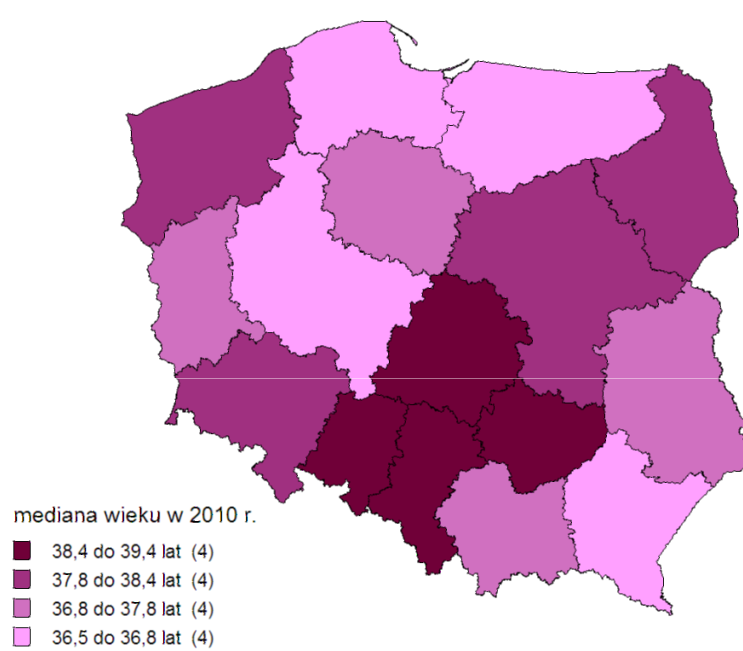 mediana wieku w 2010 r.
38,4 do 39,4 lat (4)
37,8 do 38,4 lat (4)
36,8 do 37,8 lat (4)
36,5 do 36,8 lat (4)